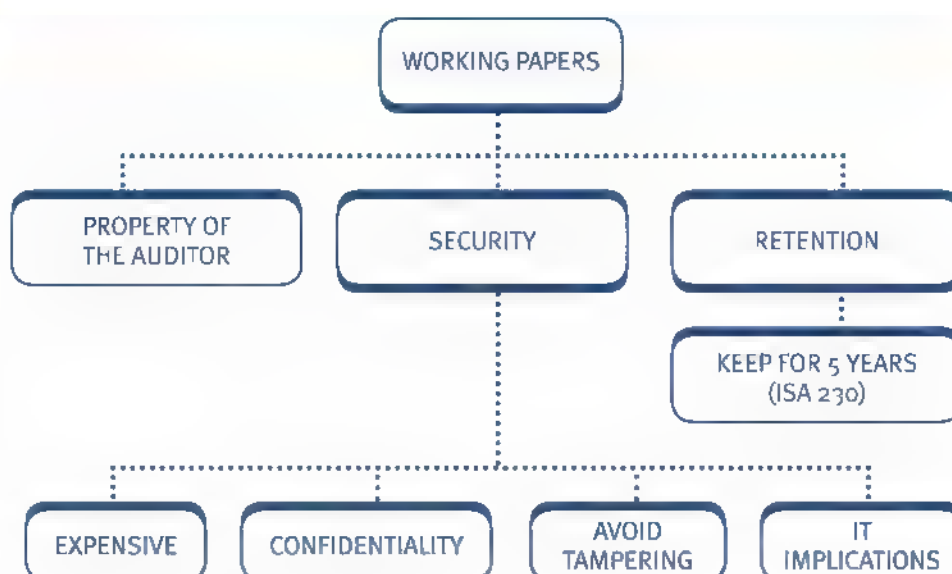 WORKING PAPERS
PROPERTY OF
THE AUDITOR
SECURITY
RETENTION
KEEP FOR 5 YEARS
(ISA 230)
EXPENSIVE
CONFIDENTIALITY
AVOID
TAMPERING
IT
IMPLICATIONS